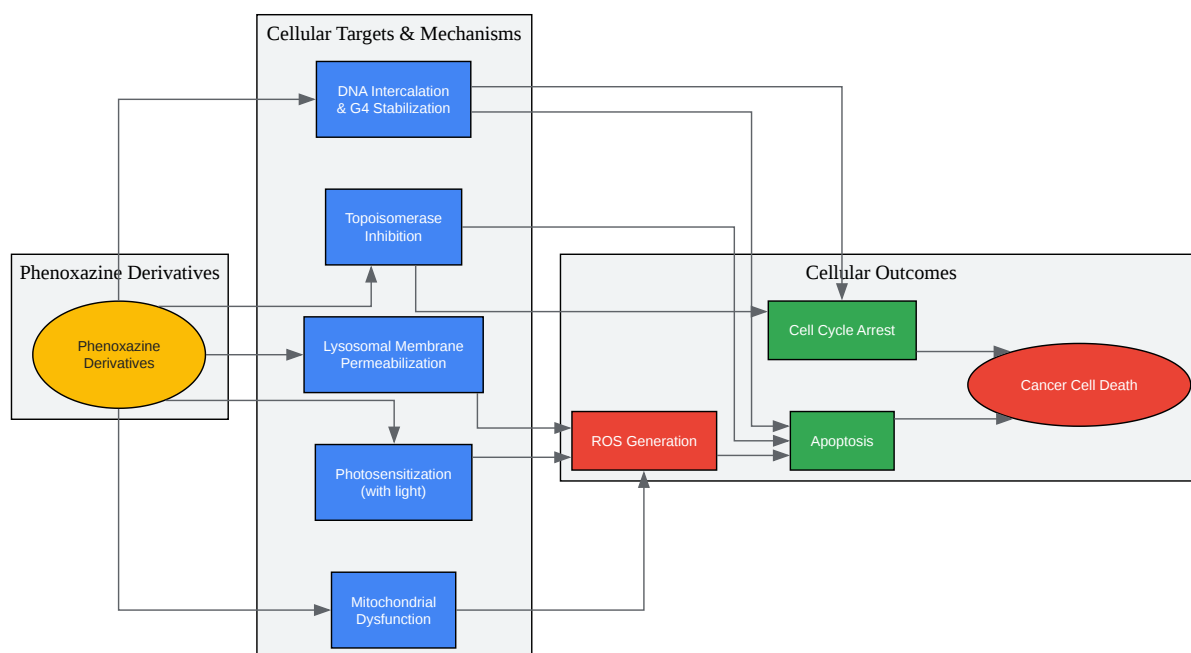 Cellular Targets & Mechanisms
DNA Intercalation
& G4 Stabilization
Topoisomerase
Inhibition
Phenoxazine Derivatives
Phenoxazine
Derivatives
Lysosomal Membrane
Permeabilization
Photosensitization
(with light)
Mitochondrial
Dysfunction
Cellular Outcomes
Cell Cycle Arrest
Cancer Cell Death
ROS Generation
Apoptosis